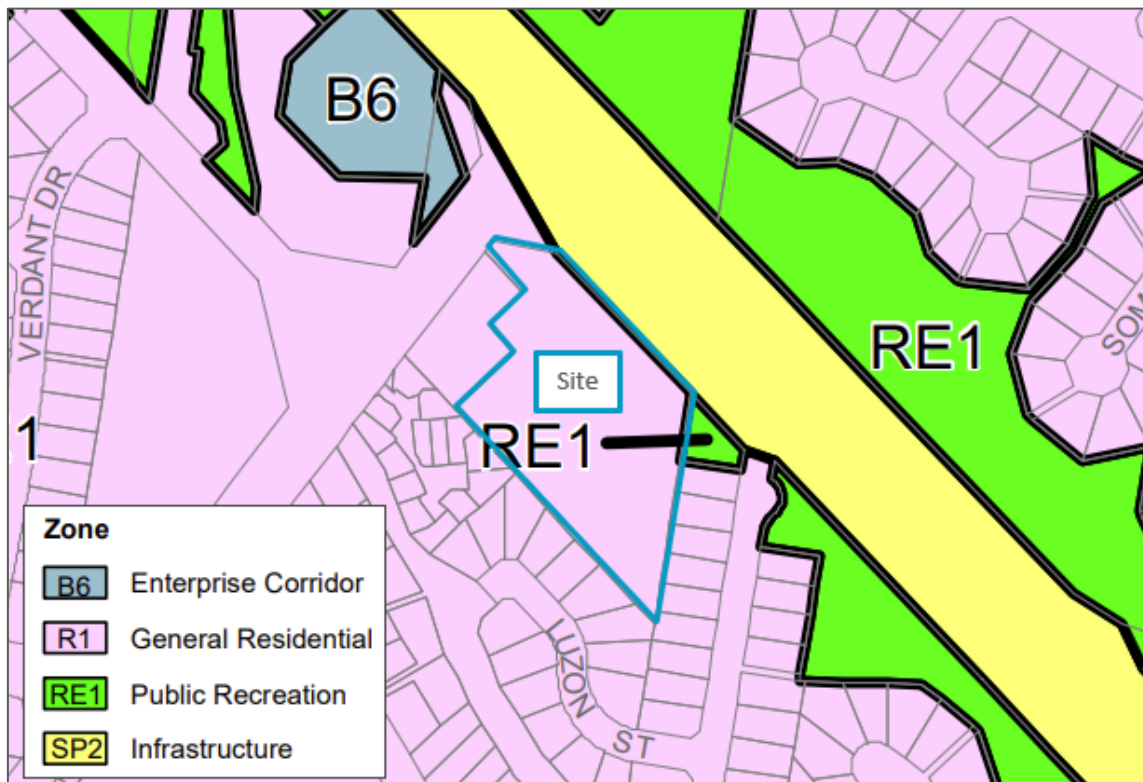 B6
VERDANT DR
RE1
SOM
Site
1
RE1
LUZON
ST
Zone
B6 Enterprise Corridor
R1 General Residential
RE1 Public Recreation
SP2 Infrastructure